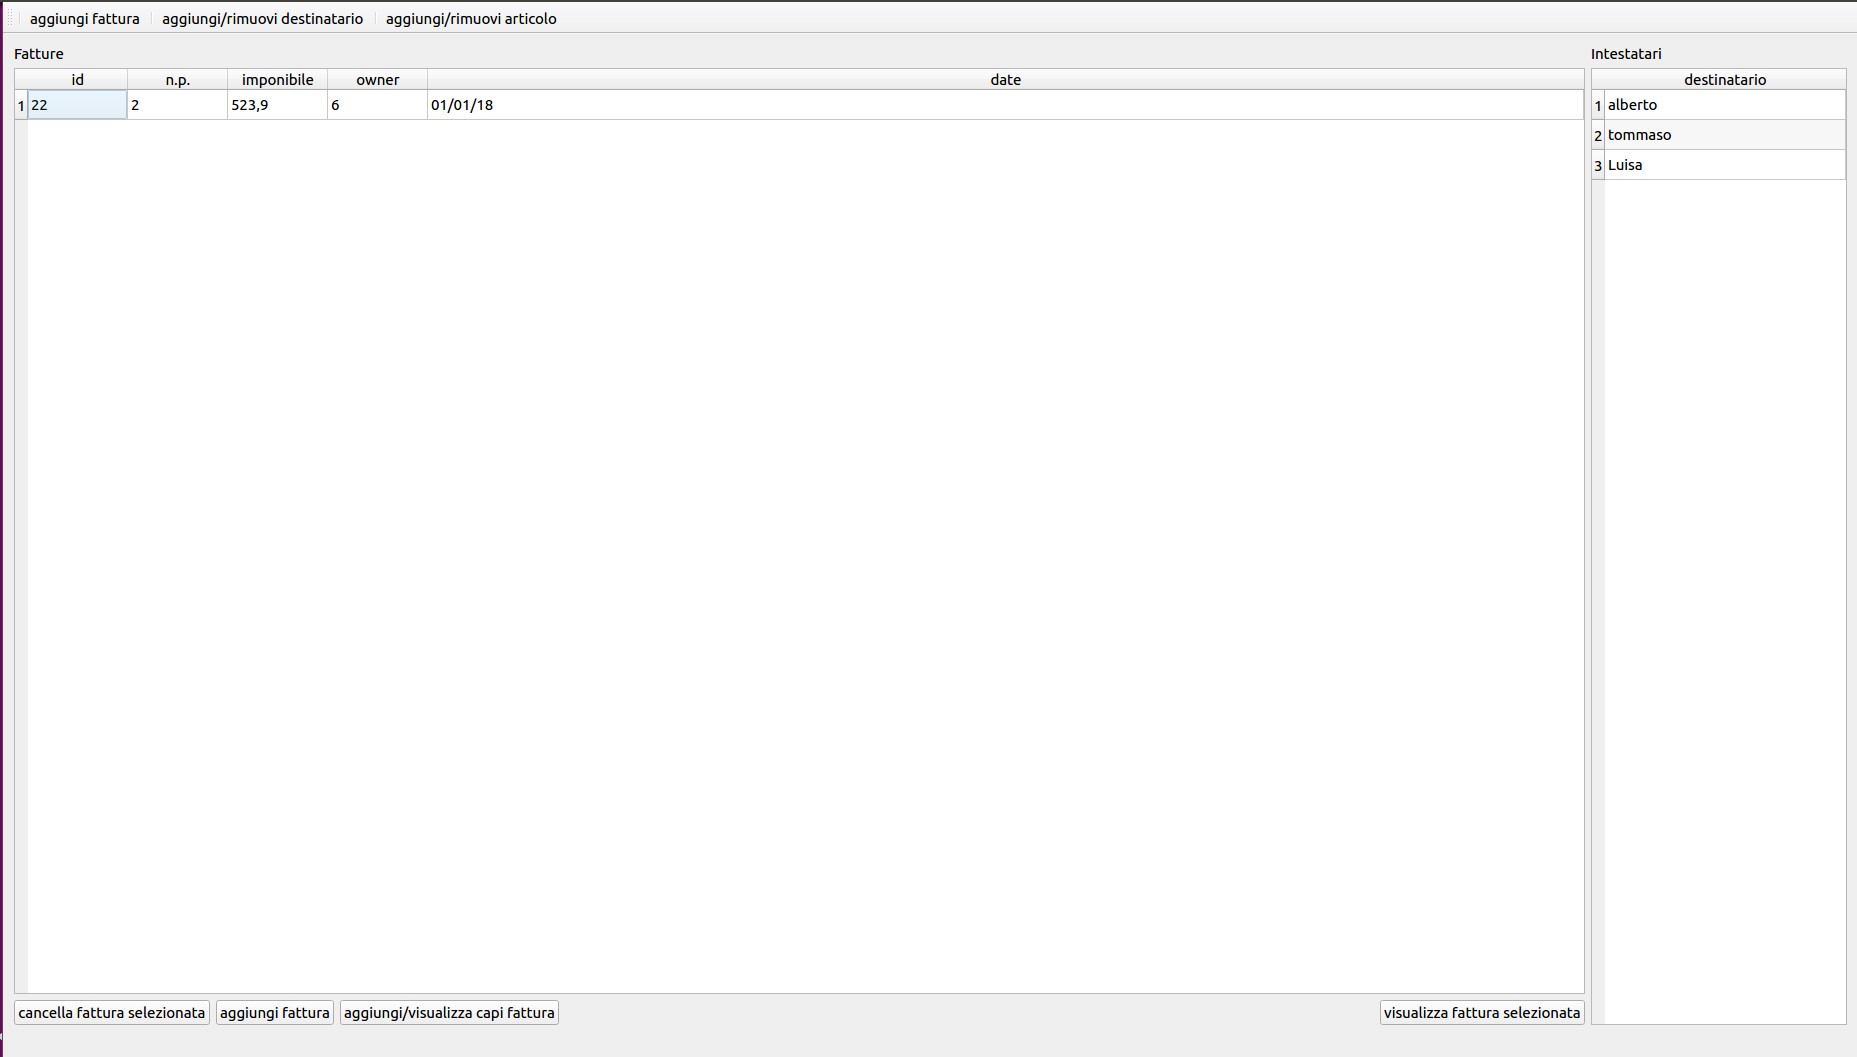 aggiungi fattura aggiungi/rimuovi destinatario aggiungi/rimuovi articolo
Fatture
id n.p. imponibile owner date
1 22 2 523,9 6 01/01/18
cancella fattura selezionata aggiungi fattura aggiungi/visualizza capi fattura visualizza fattura selezionata
Intestatari
destinatario
1 alberto
2 tommaso
3 Luisa